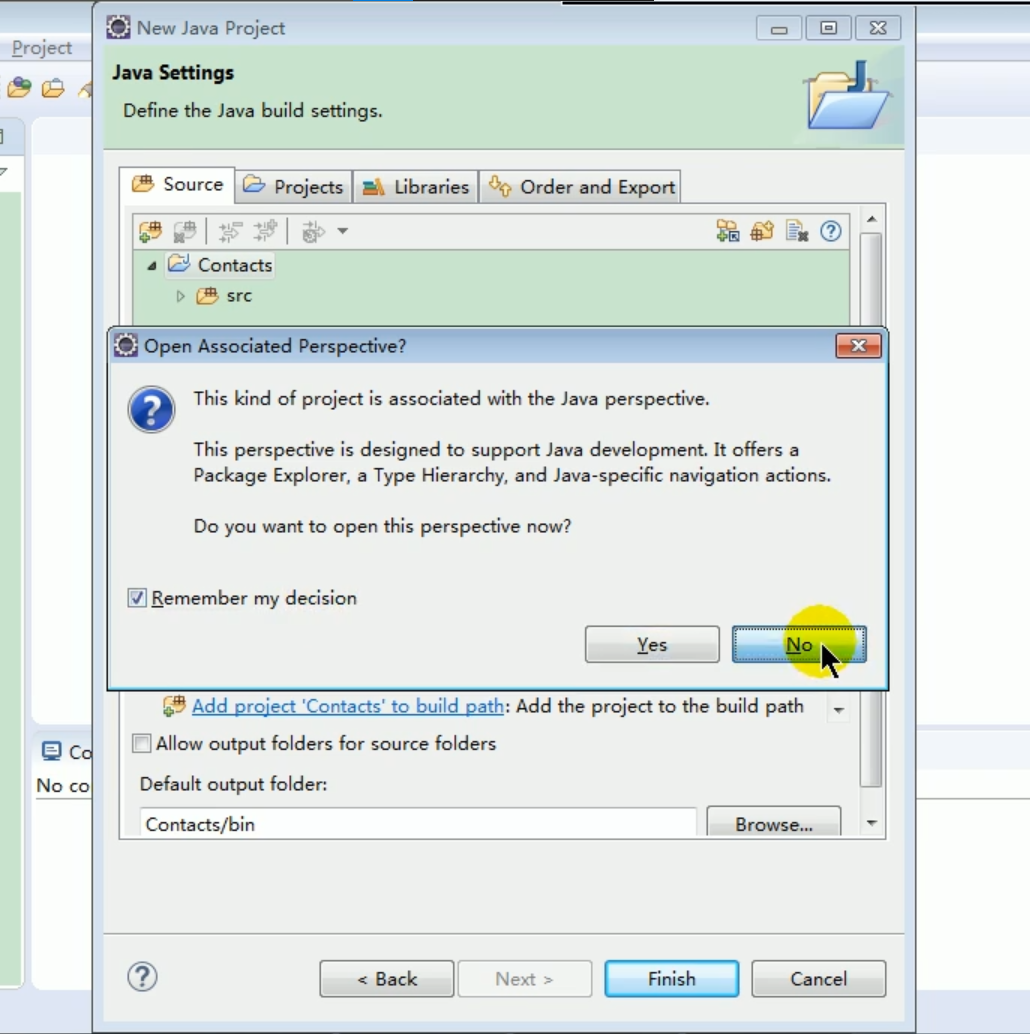 New Java Project
Project
Java Settings
Define the Java build settings.
Source
Projects
Libraries
Order and Export
Contacts
src
Open Associated Perspective?
This kind of project is associated with the Java perspective.
This perspective is designed to support Java development. It offers a
Package Explorer, a Type Hierarchy, and Java-specific navigation actions.
Do you want to open this perspective now?
Remember my decision
Yes
No
Add project 'Contacts' to build path: Add the project to the build path
Allow output folders for source folders
Co
No co
Default output folder:
Contacts/bin
Browse...
< Back
Next >
Finish
Cancel